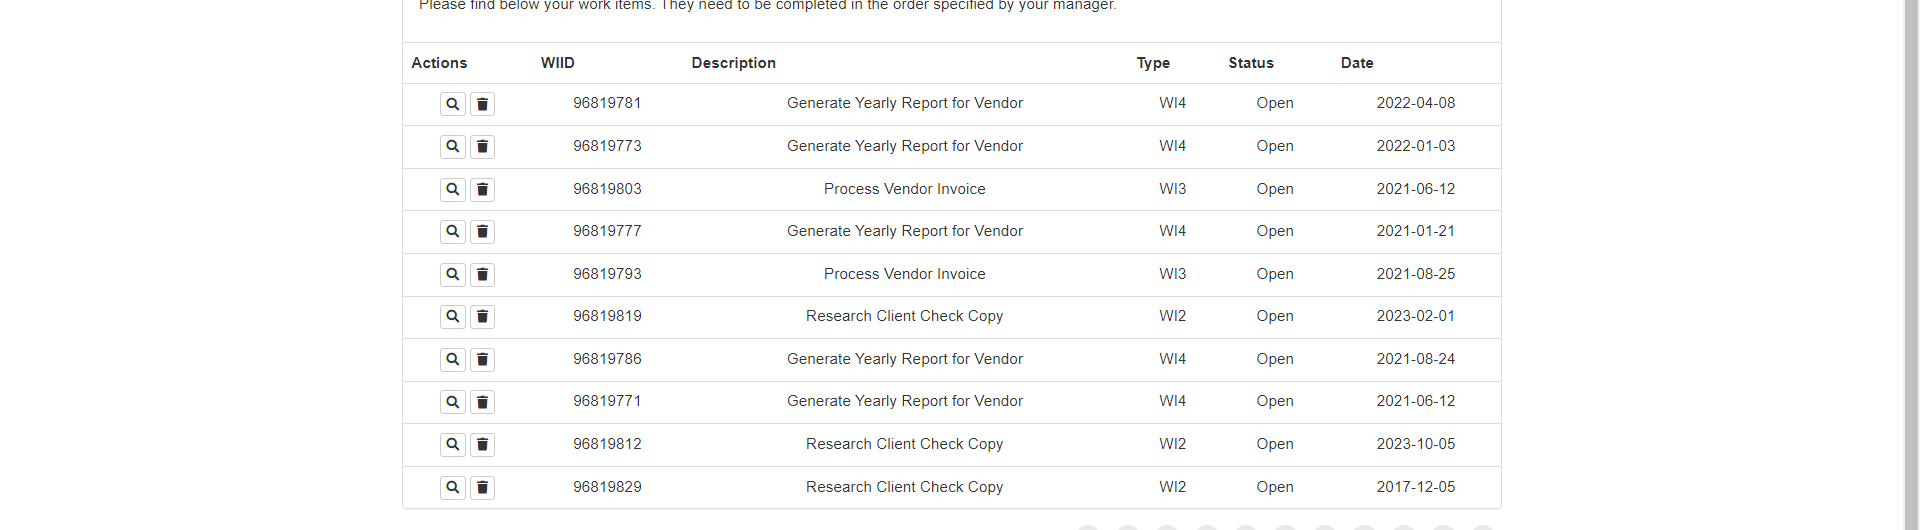 Please find below your work items. They need to be completed in the order specified by your manager.
Actions WIID Description Type Status Date
96819781 Generate Yearly Report for Vendor WI4 Open 2022-04-08
96819773 Generate Yearly Report for Vendor WI4 Open 2022-01-03
96819803 Process Vendor Invoice WI3 Open 2021-06-12
96819777 Generate Yearly Report for Vendor WI4 Open 2021-01-21
96819793 Process Vendor Invoice WI3 Open 2021-08-25
96819819 Research Client Check Copy WI2 Open 2023-02-01
96819786 Generate Yearly Report for Vendor WI4 Open 2021-08-24
96819771 Generate Yearly Report for Vendor WI4 Open 2021-06-12
96819812 Research Client Check Copy WI2 Open 2023-10-05
96819829 Research Client Check Copy WI2 Open 2017-12-05